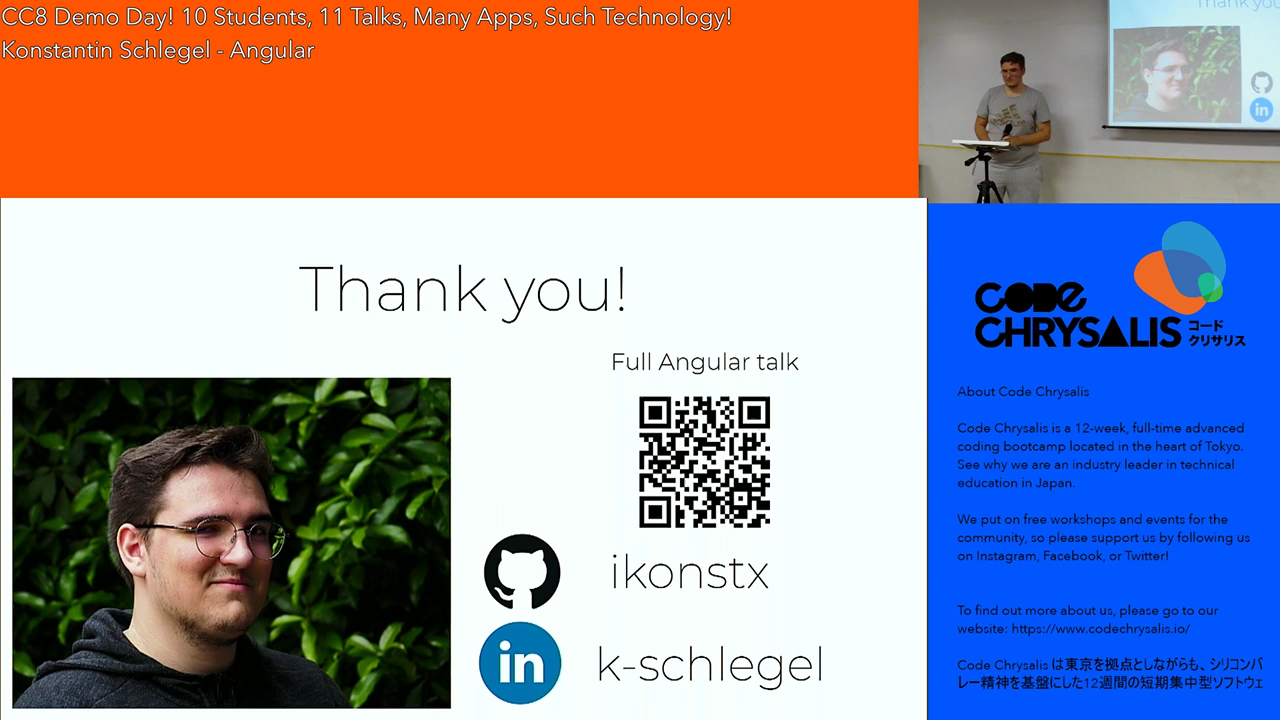 CC8 Demo Day! 10 Students, 11 Talks, Many Apps, Such Technology!
Konstantin Schlegel - Angular
Thank you
Thank you!
Full Angular talk
ikonstx
in
k-schlegel
in
CODE
CHRYSALIS
コード
クリサリス
About Code Chrysalis
Code Chrysalis is a 12-week, full-time advanced
coding bootcamp located in the heart of Tokyo.
See why we are an industry leader in technical
education in Japan.
We put on free workshops and events for the
community, so please support us by following us
on Instagram, Facebook, or Twitter!
To find out more about us, please go to our
website: https://www.codechrysalis.io/
Code Chrysalis は東京を拠点としながらも、シリコンバ
レー精神を基盤にした12週間の短期集中型ソフトウェ